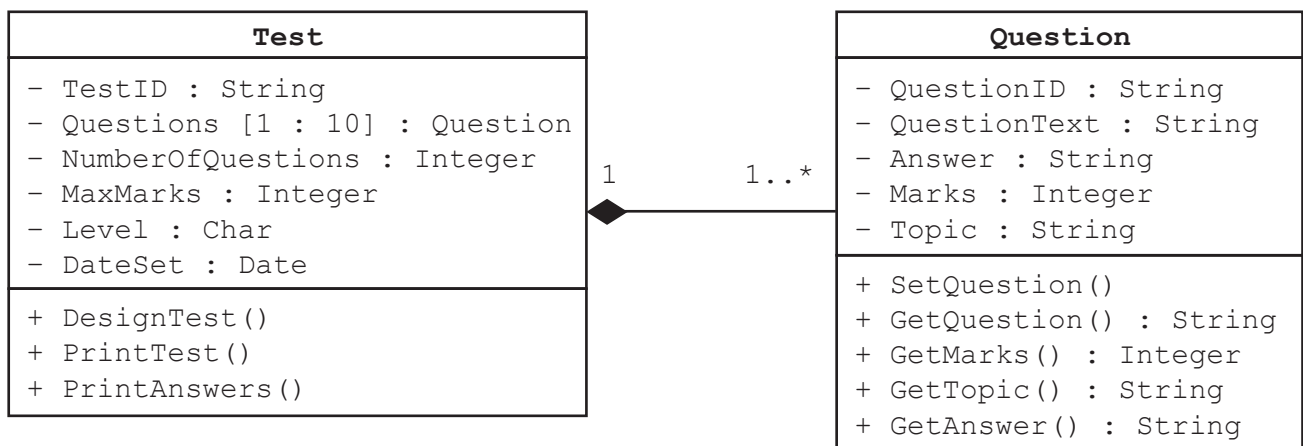 Test
- TestID : String
- Questions [1 : 10] : Question
- NumberOfQuestions : Integer
- MaxMarks : Integer
- Level : Char
- DateSet : Date
+ DesignTest()
+ PrintTest()
+ PrintAnswers()
1
1..*
Question
- QuestionID : String
- QuestionText : String
- Answer : String
- Marks : Integer
- Topic : String
+ SetQuestion()
+ GetQuestion() : String
+ GetMarks() : Integer
+ GetTopic() : String
+ GetAnswer() : String